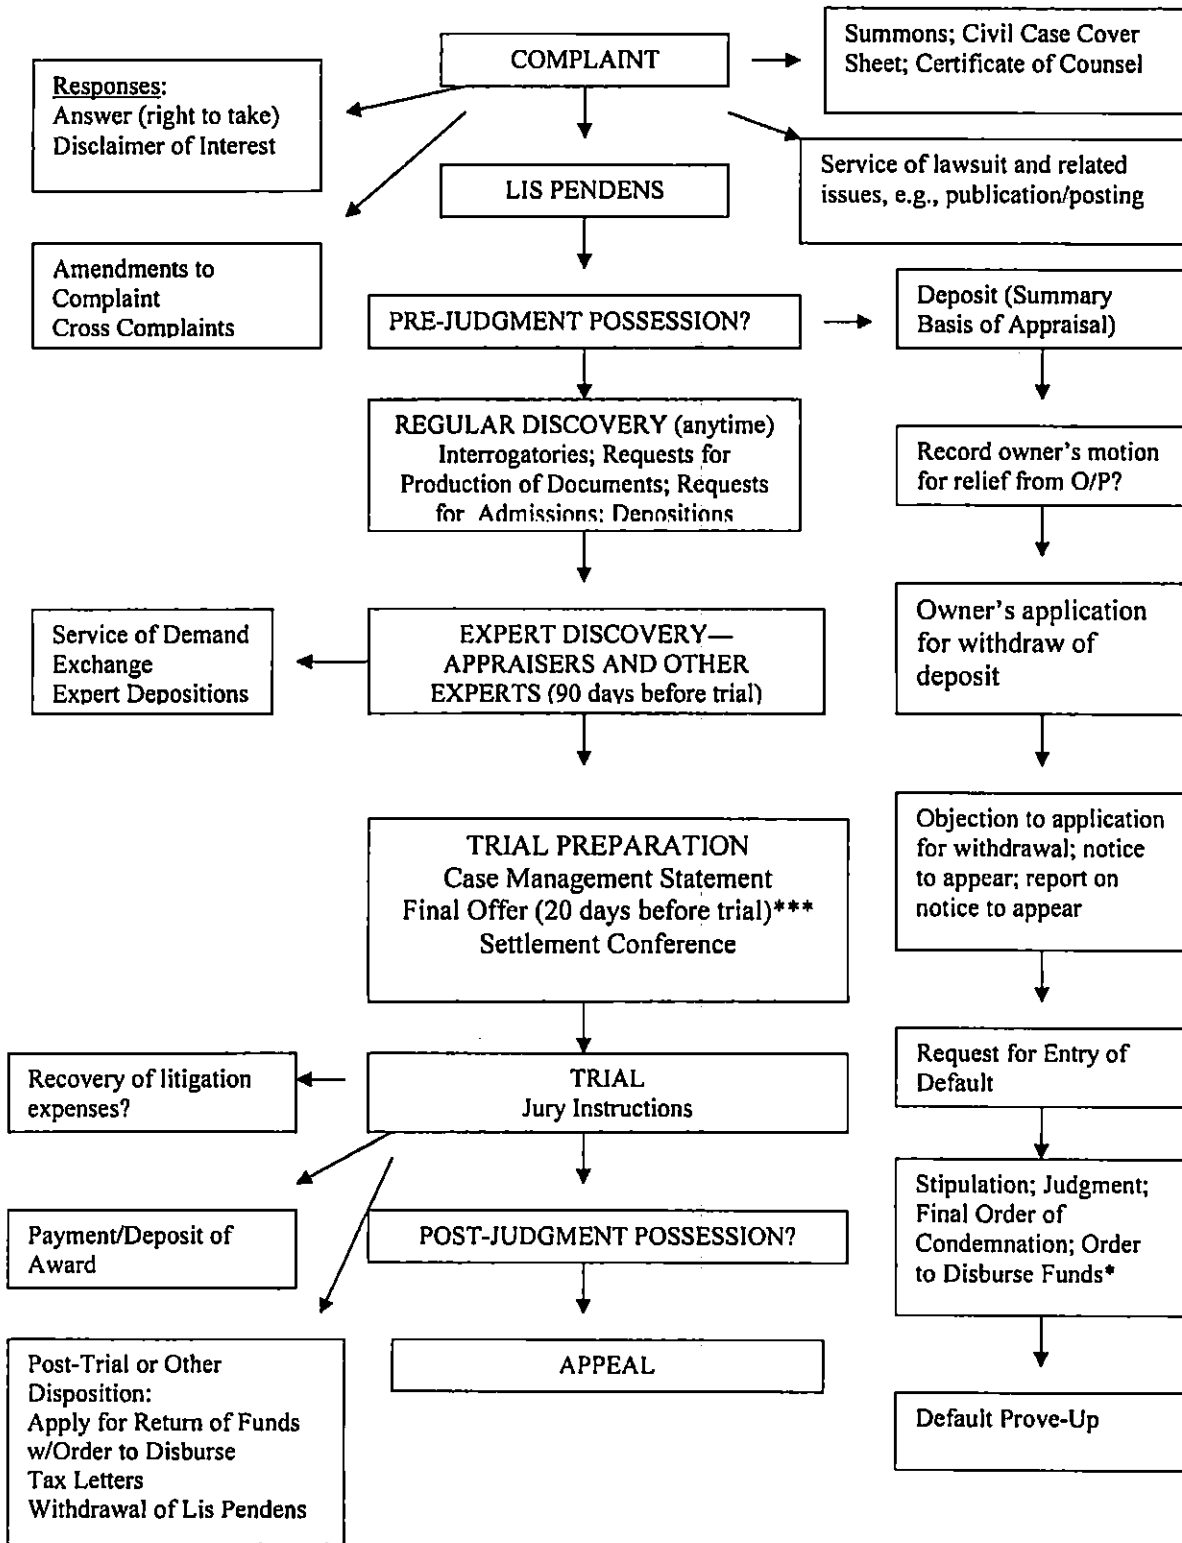 COMPLAINT
Summons; Civil Case Cover
Sheet; Certificate of Counsel
Responses:
Answer (right to take)
Disclaimer of Interest
Service of lawsuit and related
issues, e.g., publication/posting
LIS PENDENS
Amendments to
Complaint
Cross Complaints
PRE-JUDGMENT POSSESSION?
Deposit (Summary
Basis of Appraisal)
REGULAR DISCOVERY (anytime)
Interrogatories; Requests for
Production of Documents; Requests
for Admissions; Depositions
Record owner's motion
for relief from O/P?
Service of Demand
Exchange
Expert Depositions
EXPERT DISCOVERY—
APPRAISERS AND OTHER
EXPERTS (90 days before trial)
Owner's application
for withdraw of
deposit
TRIAL PREPARATION
Case Management Statement
Final Offer (20 days before trial)***
Settlement Conference
Objection to application
for withdrawal; notice
to appear; report on
notice to appear
Recovery of litigation
expenses?
TRIAL
Jury Instructions
Request for Entry of
Default
Payment/Deposit of
Award
POST-JUDGMENT POSSESSION?
Stipulation; Judgment;
Final Order of
Condemnation; Order
to Disburse Funds*
Post-Trial or Other
Disposition:
Apply for Return of Funds
w/Order to Disburse
Tax Letters
Withdrawal of Lis Pendens
APPEAL
Default Prove-Up